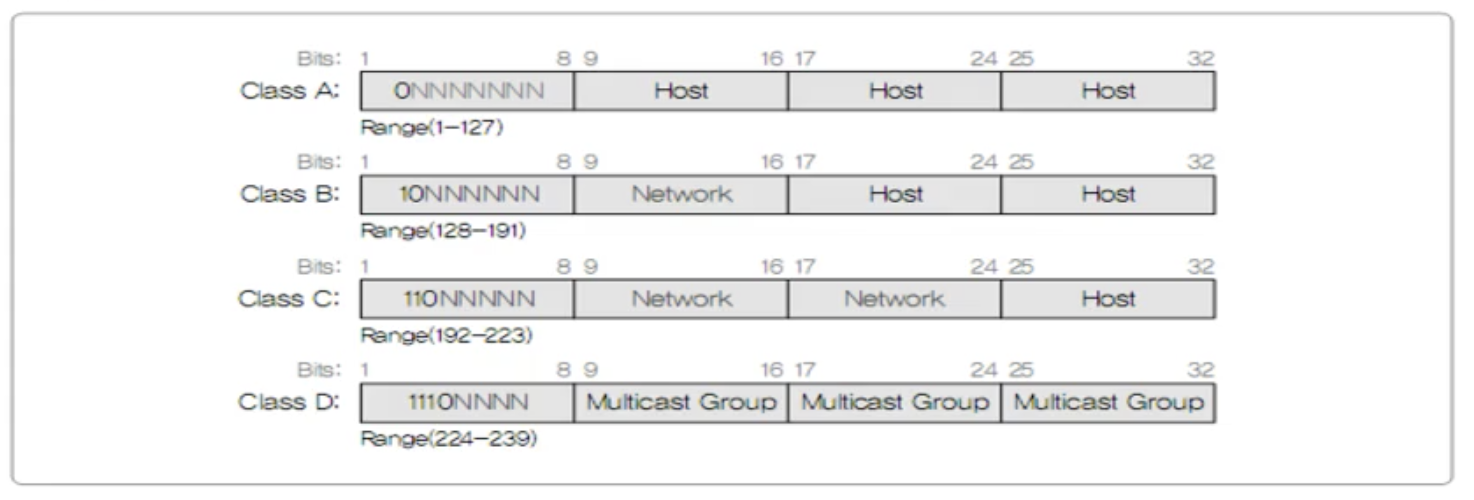 Bits: 1 8 9 16 17 24 25 32
Class A: 0NNNNNNN Host Host Host
Range(1-127)
Bits: 1 8 9 16 17 24 25 32
Class B: 10NNNNNN Network Host Host
Range(128-191)
Bits: 1 8 9 16 17 24 25 32
Class C: 110NNNNN Network Network Host
Range(192-223)
Bits: 1 8 9 16 17 24 25 32
Class D: 1110NNNN Multicast Group Multicast Group Multicast Group
Range(224-239)